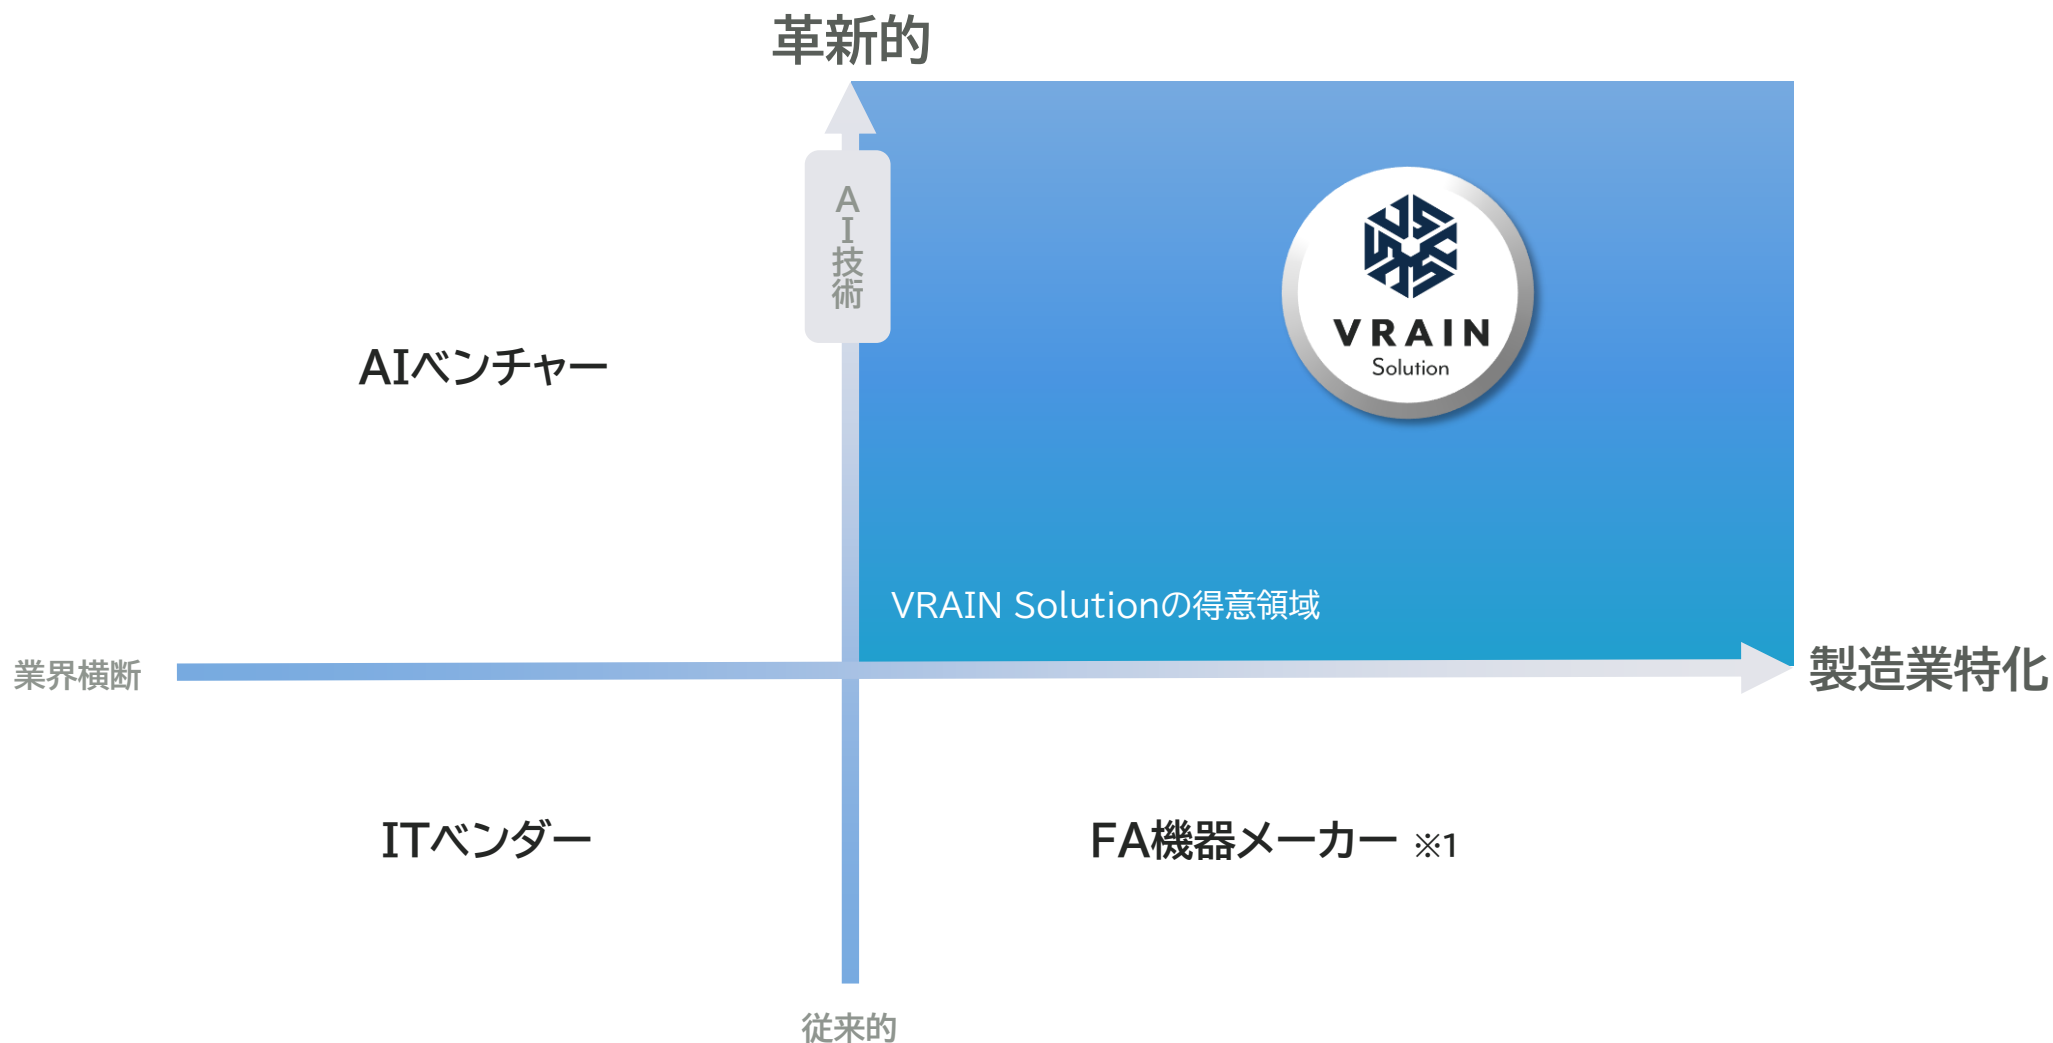 革新的
AI技術
VRAIN
Solution
AIベンチャー
VRAIN Solutionの得意領域
業界横断
製造業特化
ITベンダー
FA機器メーカー ※1
従来的